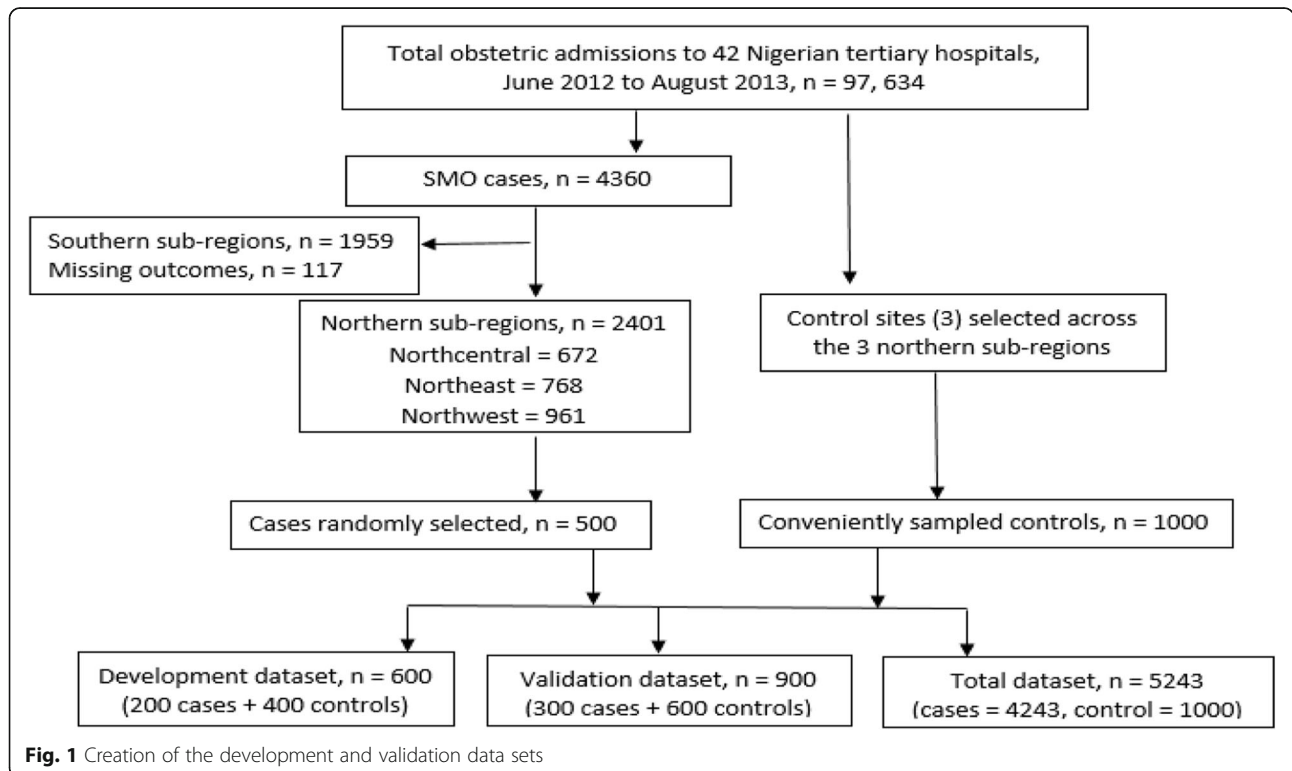 Total obstetric admissions to 42 Nigerian tertiary hospitals,
June 2012 to August 2013, n = 97, 634
SMO cases, n = 4360
Southern sub-regions, n = 1959
Missing outcomes, n = 117
Northern sub-regions, n = 2401
Northcentral = 672
Northeast = 768
Northwest = 961
Control sites (3) selected across
the 3 northern sub-regions
Cases randomly selected, n = 500
Conveniently sampled controls, n = 1000
Development dataset, n = 600
(200 cases + 400 controls)
Validation dataset, n = 900
(300 cases + 600 controls)
Total dataset, n = 5243
(cases = 4243, control = 1000)
Fig. 1 Creation of the development and validation data sets